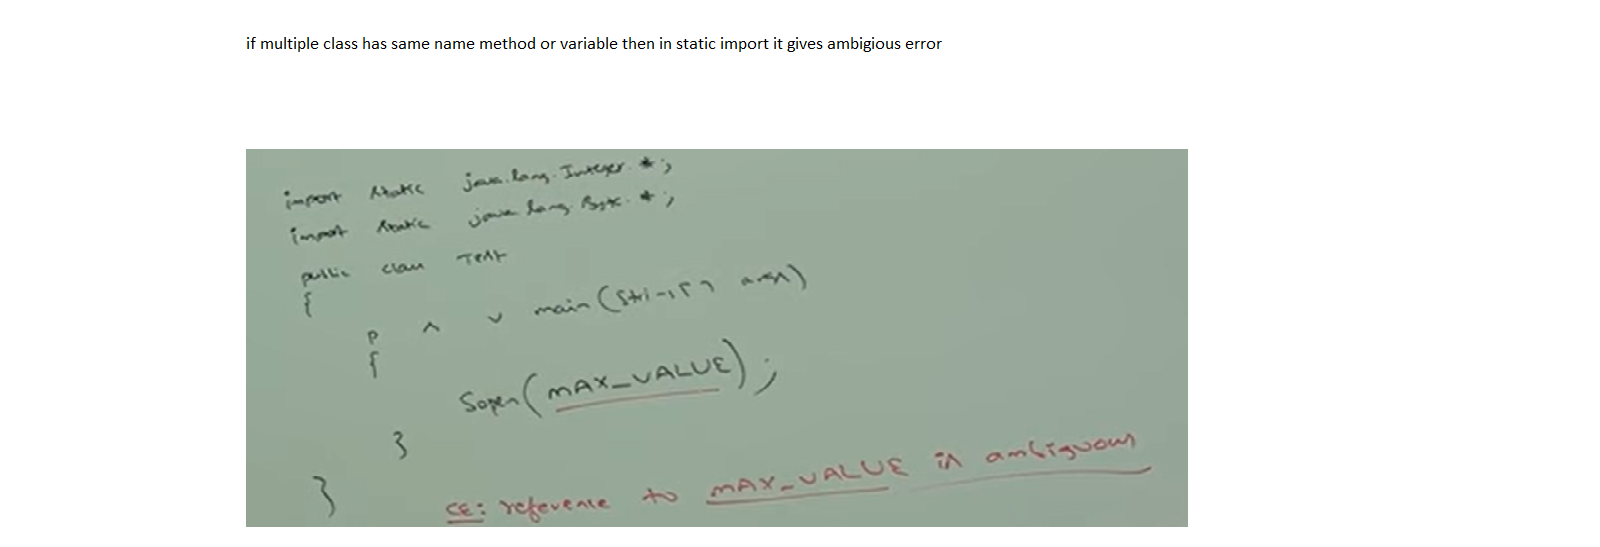 if multiple class has same name method or variable then in static import it gives ambigious error
import static java.lang.Integer.*;
import static java.lang.Byte.*;
public class Test
{
p s v main(String[] args)
{
Sopln(MAX_VALUE);
}
}
CE: reference to MAX_VALUE is ambiguous